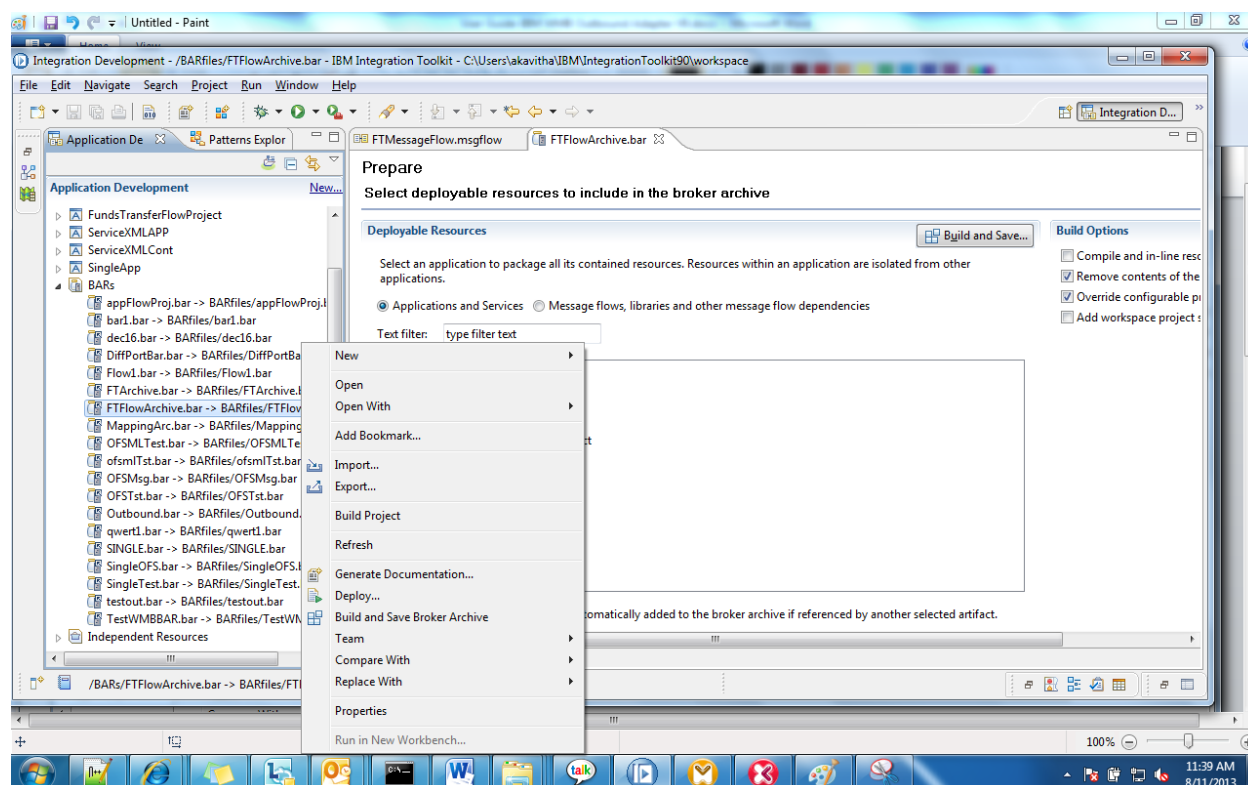 Untitled - Paint
Integration Development - /BARfiles/FTFlowArchive.bar - IBM Integration Toolkit - C:\Users\akavitha\IBM\IntegrationToolkit90\workspace
File Edit Navigate Search Project Run Window Help
Integration D...
Application De Patterns Explor
FTMessageFlow.msgflow FTFlowArchive.bar
Application Development New...
FundsTransferFlowProject
ServiceXMLAPP
ServiceXMLCont
SingleApp
BARs
appFlowProj.bar -> BARfiles/appFlowProj.
bar1.bar -> BARfiles/bar1.bar
dec16.bar -> BARfiles/dec16.bar
DiffPortBar.bar -> BARfiles/DiffPortBa
Flow1.bar -> BARfiles/Flow1.bar
FTArchive.bar -> BARfiles/FTArchive.
FTFlowArchive.bar -> BARfiles/FTFlow
MappingArc.bar -> BARfiles/Mapping
OFSMLTest.bar -> BARfiles/OFSMLTe
ofsmlTst.bar -> BARfiles/ofsmlTst.bar
OFSMsg.bar -> BARfiles/OFSMsg.bar
OFSTst.bar -> BARfiles/OFSTst.bar
Outbound.bar -> BARfiles/Outbound.
qwert1.bar -> BARfiles/qwert1.bar
SINGLE.bar -> BARfiles/SINGLE.bar
SingleOFS.bar -> BARfiles/SingleOFS.
SingleTest.bar -> BARfiles/SingleTest.
testout.bar -> BARfiles/testout.bar
TestWMBBAR.bar -> BARfiles/TestWM
Independent Resources
Prepare
Select deployable resources to include in the broker archive
Deployable Resources
Build and Save...
Select an application to package all its contained resources. Resources within an application are isolated from other
applications.
Applications and Services Message flows, libraries and other message flow dependencies
Text filter: type filter text
ct
tomatically added to the broker archive if referenced by another selected artifact.
Build Options
Compile and in-line reso
Remove contents of the
Override configurable pr
Add workspace project s
New
Open
Open With
Add Bookmark...
Import...
Export...
Build Project
Refresh
Generate Documentation...
Deploy...
Build and Save Broker Archive
Team
Compare With
Replace With
Properties
Run in New Workbench...
/BARs/FTFlowArchive.bar -> BARfiles/FTI
100%
talk
11:39 AM
8/11/2013